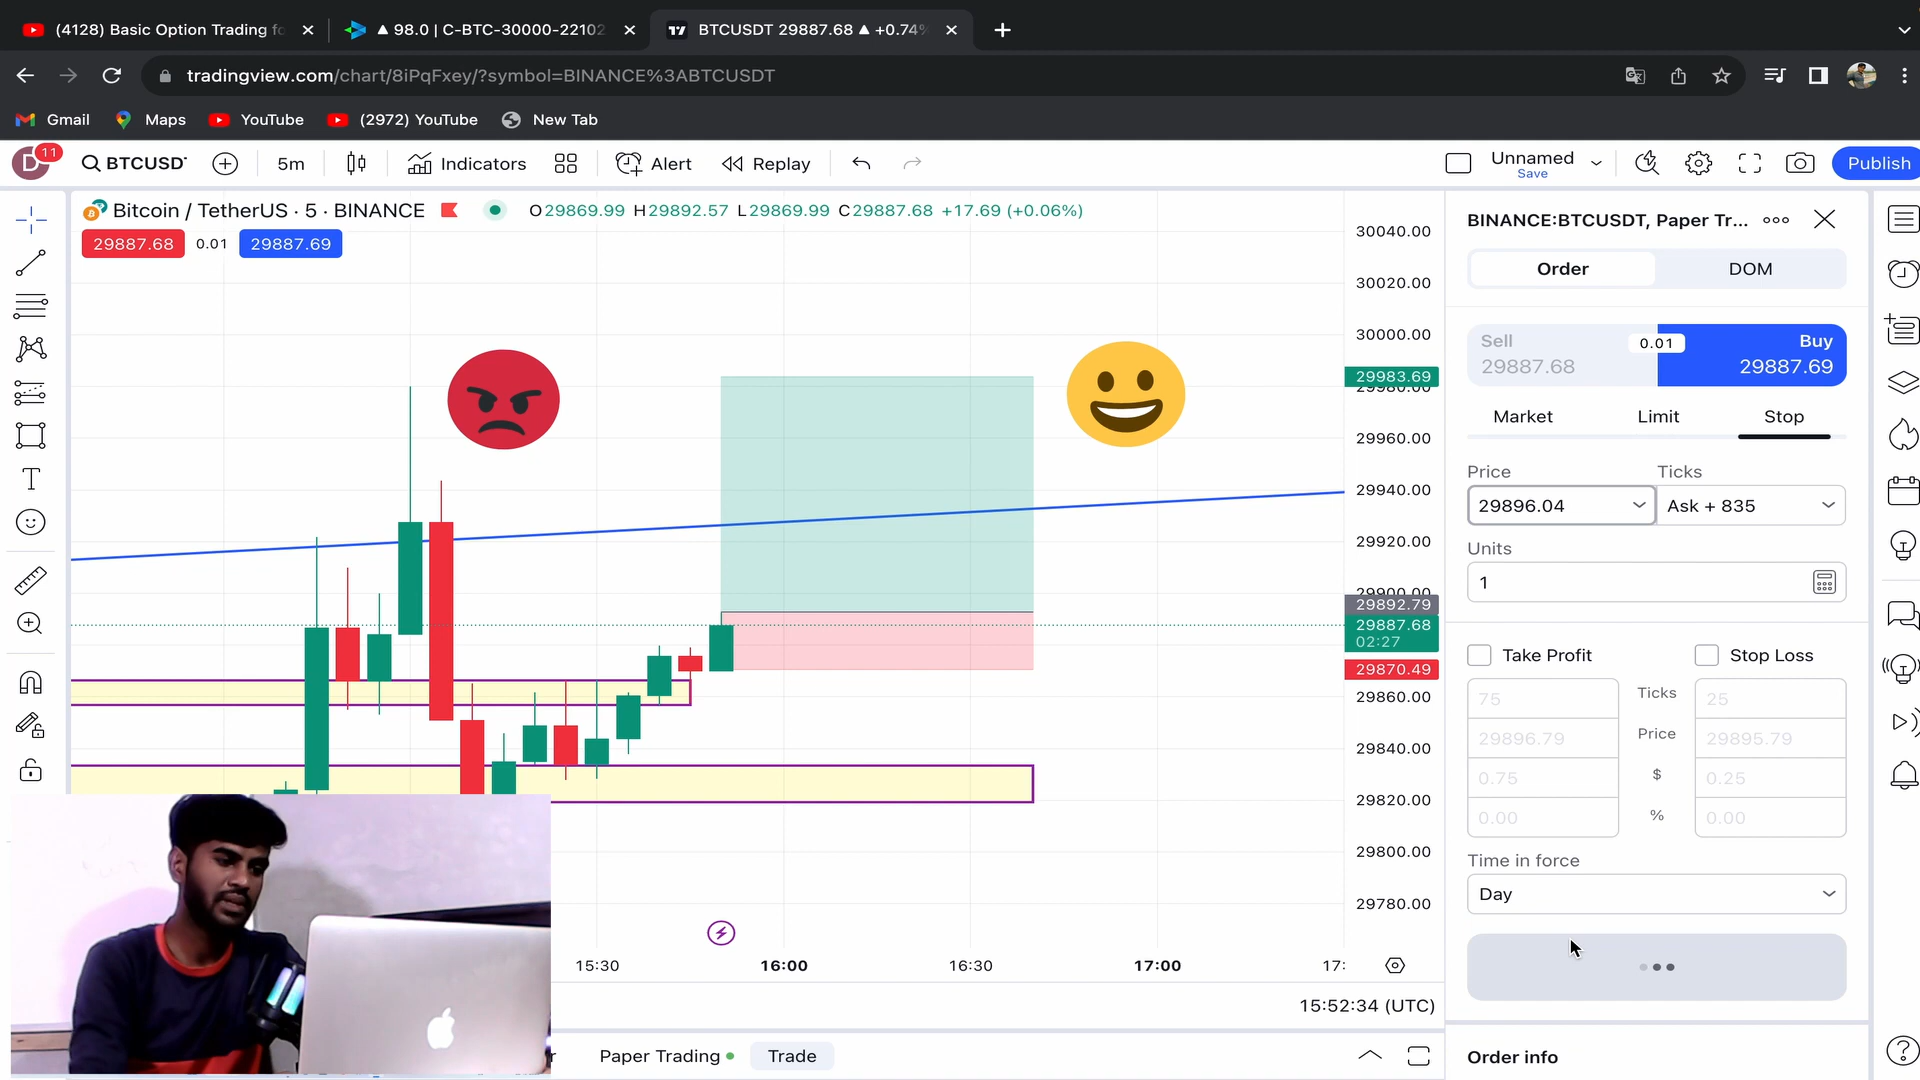 (4128) Basic Option Trading fo
▲ 98.0 | C-BTC-30000-22102
BTCUSDT 29887.68 ▲ +0.74%
tradingview.com/chart/8iPqFxey/?symbol=BINANCE%3ABTCUSDT
Gmail
Maps
YouTube
(2972) YouTube
New Tab
D
11
BTCUSDT
5m
Indicators
Alert
Replay
Unnamed
Save
Publish
Bitcoin / TetherUS · 5 · BINANCE
O29869.99 H29892.57 L29869.99 C29887.68 +17.69 (+0.06%)
29887.68
0.01
29887.69
30040.00
30020.00
30000.00
29983.69
29980.00
29960.00
29940.00
29920.00
29900.00
29892.79
29887.68
02:27
29870.49
29860.00
29840.00
29820.00
29800.00
29780.00
15:30
16:00
16:30
17:00
17:
15:52:34 (UTC)
r
Paper Trading
Trade
BINANCE:BTCUSDT, Paper Tr...
Order
DOM
Sell
29887.68
0.01
Buy
29887.69
Market
Limit
Stop
Price
Ticks
29896.04
Ask + 835
Units
1
Take Profit
Stop Loss
75
Ticks
25
29896.79
Price
29895.79
0.75
$
0.25
0.00
%
0.00
Time in force
Day
Order info